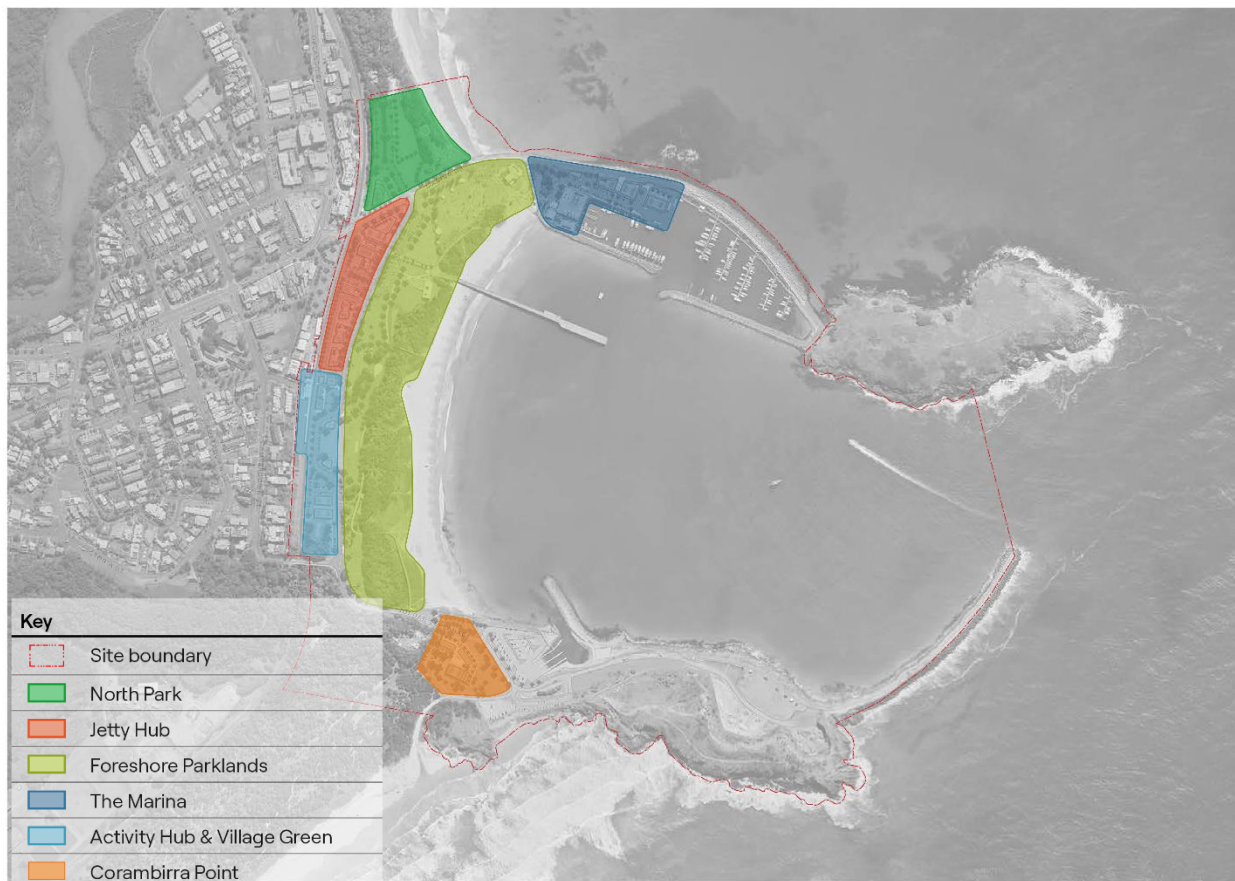 Key
Site boundary
North Park
Jetty Hub
Foreshore Parklands
The Marina
Activity Hub & Village Green
Corambirra Point